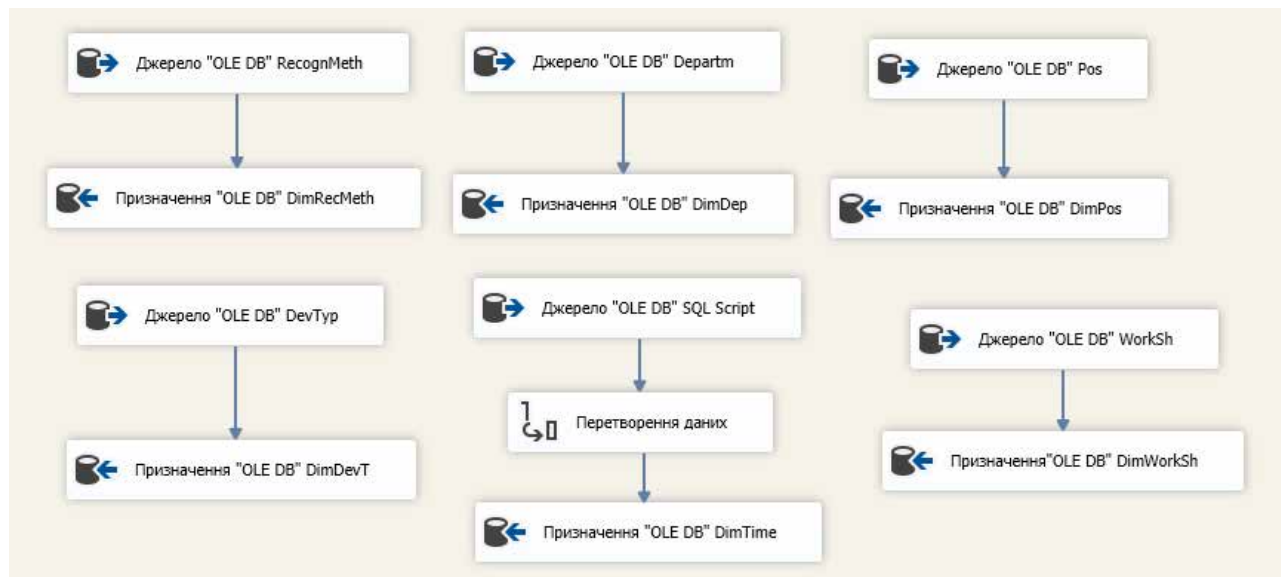 Джерело "OLE DB" RecognMeth
Джерело "OLE DB" Departm
Джерело "OLE DB" Pos
Призначення "OLE DB" DimRecMeth
Призначення "OLE DB" DimDep
Призначення "OLE DB" DimPos
Джерело "OLE DB" DevTyp
Джерело "OLE DB" SQL Script
Джерело "OLE DB" WorkSh
Перетворення даних
Призначення "OLE DB" DimDevT
Призначення"OLE DB" DimWorkSh
Призначення "OLE DB" DimTime